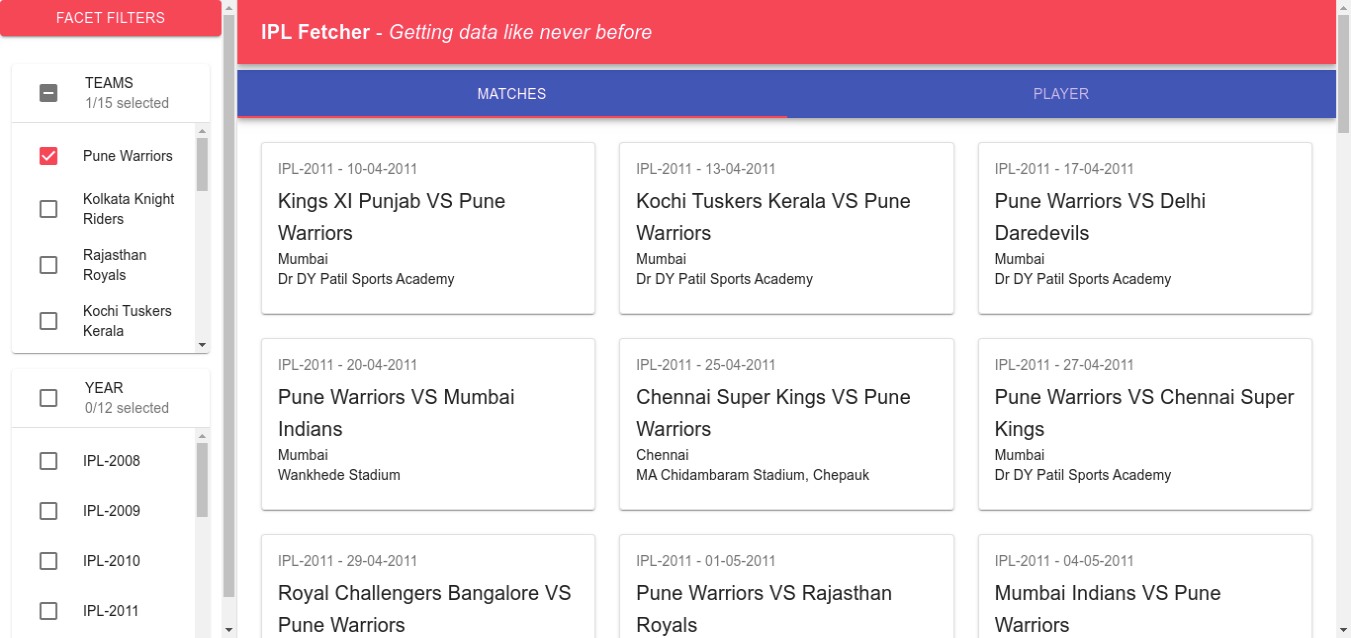 FACET FILTERS
TEAMS
1/15 selected
Pune Warriors
Kolkata Knight
Riders
Rajasthan
Royals
Kochi Tuskers
Kerala
YEAR
0/12 selected
IPL-2008
IPL-2009
IPL-2010
IPL-2011
IPL Fetcher - Getting data like never before
MATCHES
PLAYER
IPL-2011 - 10-04-2011
Kings XI Punjab VS Pune
Warriors
Mumbai
Dr DY Patil Sports Academy
IPL-2011 - 13-04-2011
Kochi Tuskers Kerala VS Pune
Warriors
Mumbai
Dr DY Patil Sports Academy
IPL-2011 - 17-04-2011
Pune Warriors VS Delhi
Daredevils
Mumbai
Dr DY Patil Sports Academy
IPL-2011 - 20-04-2011
Pune Warriors VS Mumbai
Indians
Mumbai
Wankhede Stadium
IPL-2011 - 25-04-2011
Chennai Super Kings VS Pune
Warriors
Chennai
MA Chidambaram Stadium, Chepauk
IPL-2011 - 27-04-2011
Pune Warriors VS Chennai Super
Kings
Mumbai
Dr DY Patil Sports Academy
IPL-2011 - 29-04-2011
Royal Challengers Bangalore VS
Pune Warriors
IPL-2011 - 01-05-2011
Pune Warriors VS Rajasthan
Royals
IPL-2011 - 04-05-2011
Mumbai Indians VS Pune
Warriors